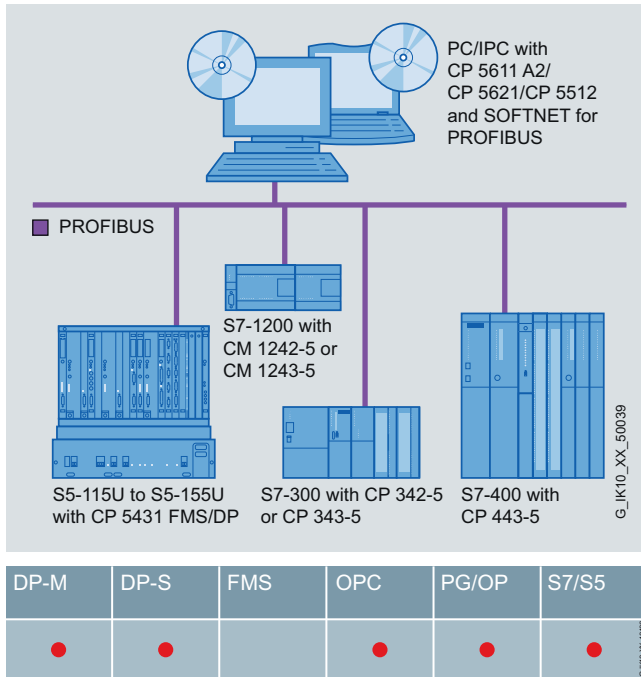 PC/IPC with
CP 5611 A2/
CP 5621/CP 5512
and SOFTNET for
PROFIBUS
PROFIBUS
S7-1200 with
CM 1242-5 or
CM 1243-5
S5-115U to S5-155U
with CP 5431 FMS/DP
S7-300 with CP 342-5
or CP 343-5
S7-400 with
CP 443-5
G_IK10_XX_50039
DP-M DP-S FMS OPC PG/OP S7/S5